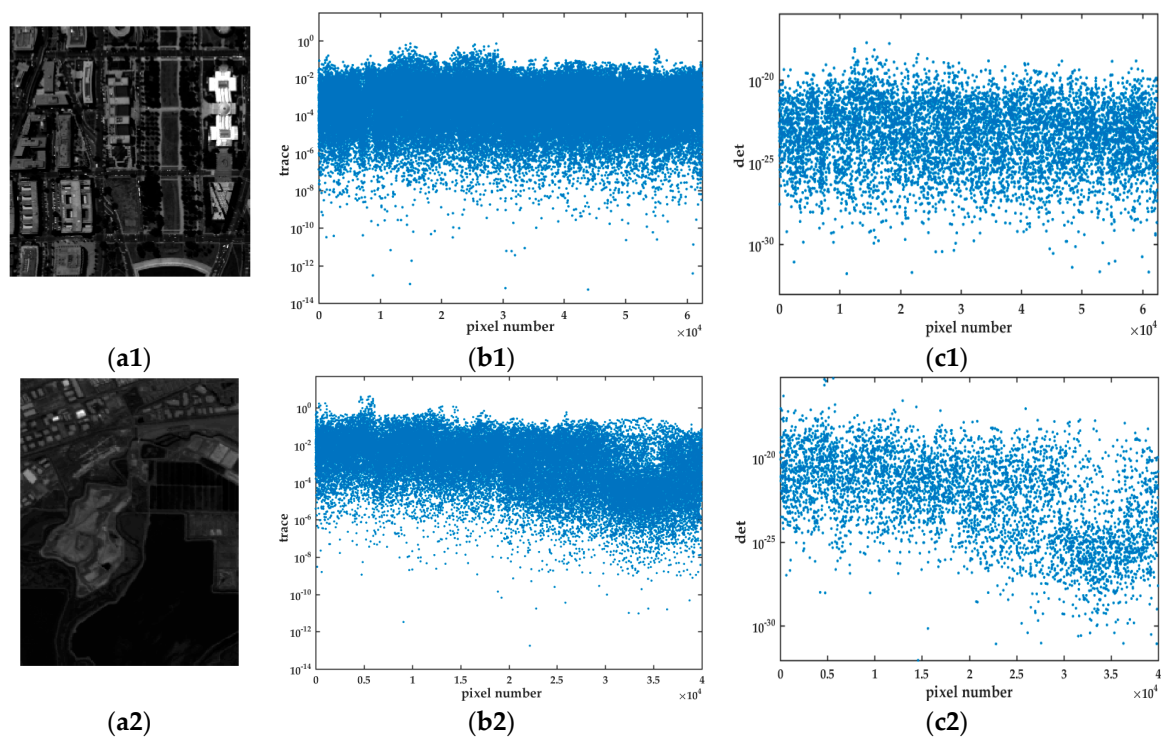 10^0
10^-2
10^-4
10^-6
10^-8
10^-10
10^-12
10^-14
trace
0 1 2 3 4 5 6
×10^4
pixel number
10^-20
10^-25
10^-30
det
0 1 2 3 4 5 6
×10^4
pixel number
(a1) (b1) (c1)
10^0
10^-2
10^-4
10^-6
10^-8
10^-10
10^-12
10^-14
trace
0 0.5 1 1.5 2 2.5 3 3.5 4
×10^4
pixel number
10^-20
10^-25
10^-30
det
0 0.5 1 1.5 2 2.5 3 3.5 4
×10^4
pixel number
(a2) (b2) (c2)